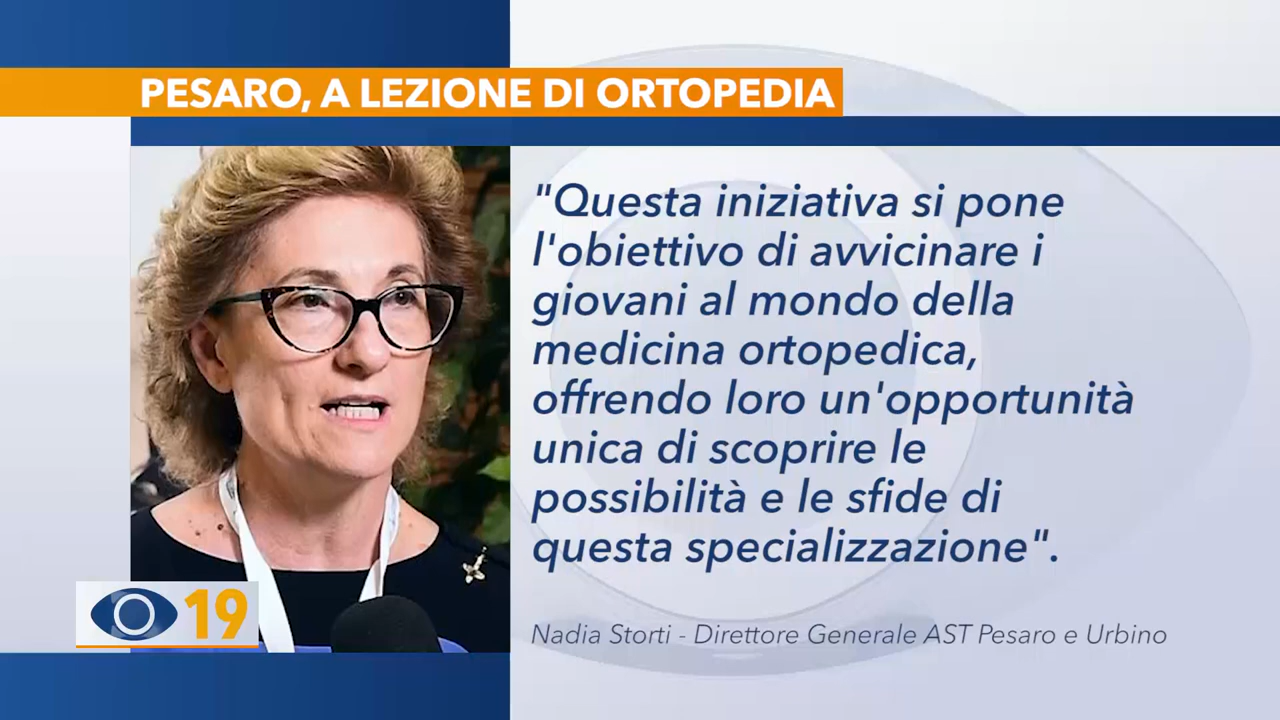 PESARO, A LEZIONE DI ORTOPEDIA
"Questa iniziativa si pone
l'obiettivo di avvicinare i
giovani al mondo della
medicina ortopedica,
offrendo loro un'opportunità
unica di scoprire le
possibilità e le sfide di
questa specializzazione".
Nadia Storti - Direttore Generale AST Pesaro e Urbino
19